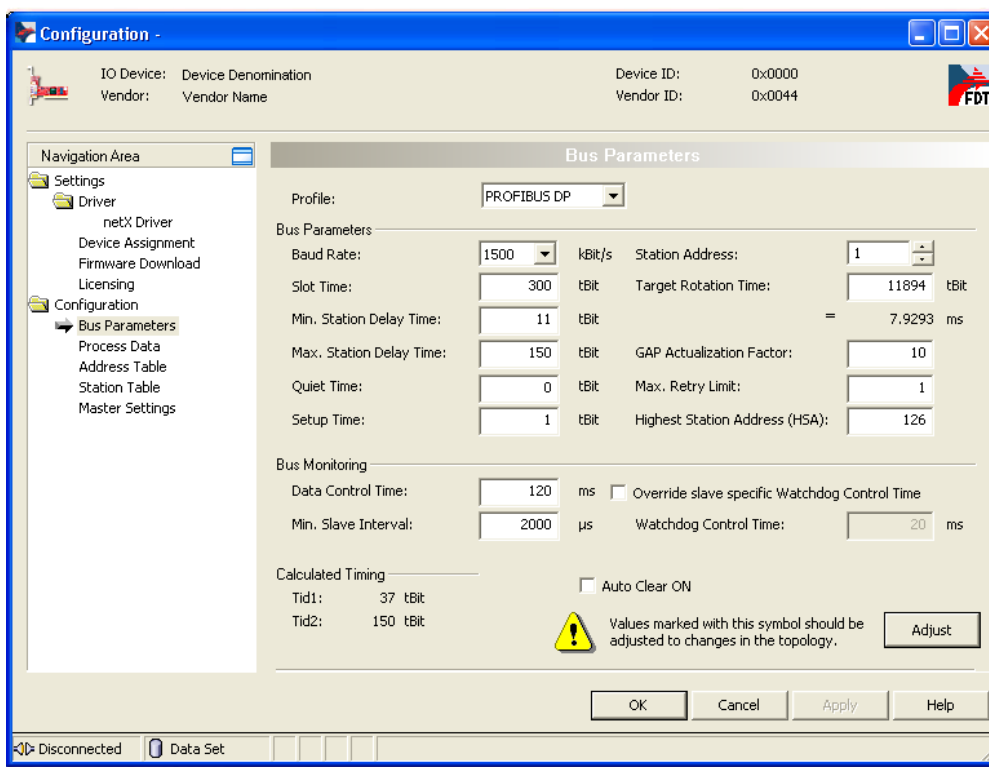 Configuration -
IO Device: Device Denomination Device ID: 0x0000
Vendor: Vendor Name Vendor ID: 0x0044
FDT
Navigation Area
Settings
Driver
netX Driver
Device Assignment
Firmware Download
Licensing
Configuration
Bus Parameters
Process Data
Address Table
Station Table
Master Settings
Bus Parameters
Profile: PROFIBUS DP
Bus Parameters
Baud Rate: 1500 kBit/s Station Address: 1
Slot Time: 300 tBit Target Rotation Time: 11894 tBit
Min. Station Delay Time: 11 tBit = 7.9293 ms
Max. Station Delay Time: 150 tBit GAP Actualization Factor: 10
Quiet Time: 0 tBit Max. Retry Limit: 1
Setup Time: 1 tBit Highest Station Address (HSA): 126
Bus Monitoring
Data Control Time: 120 ms Override slave specific Watchdog Control Time
Min. Slave Interval: 2000 µs Watchdog Control Time: 20 ms
Calculated Timing
Tid1: 37 tBit
Tid2: 150 tBit
Auto Clear ON
Values marked with this symbol should be
adjusted to changes in the topology.
Adjust
OK Cancel Apply Help
Disconnected Data Set